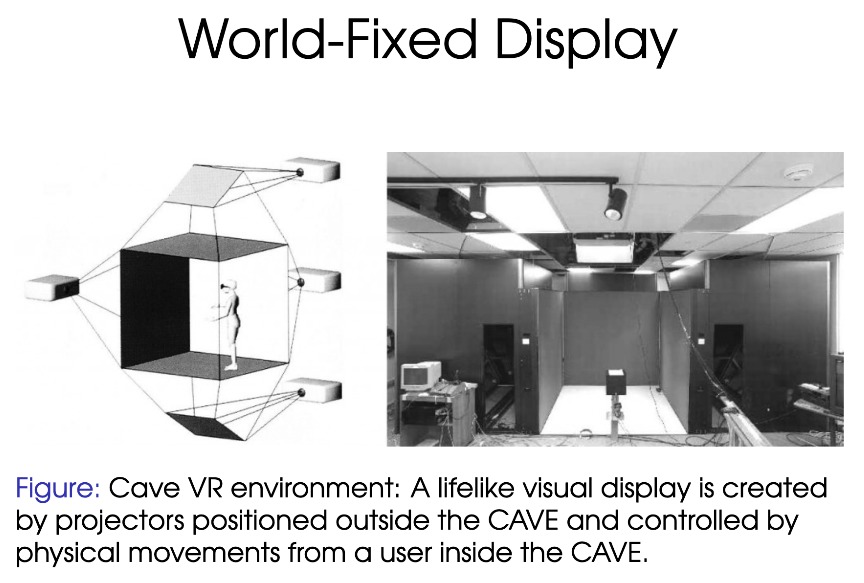 World-Fixed Display
Figure: Cave VR environment: A lifelike visual display is created
by projectors positioned outside the CAVE and controlled by
physical movements from a user inside the CAVE.